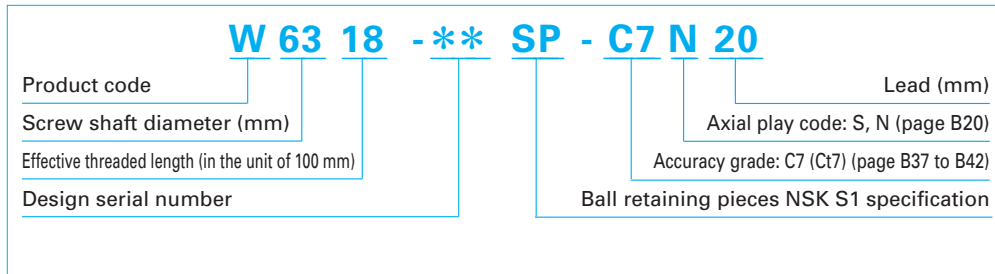 W 63 18 -** SP - C7 N 20
Product code
Lead (mm)
Screw shaft diameter (mm)
Axial play code: S, N (page B20)
Effective threaded length (in the unit of 100 mm)
Accuracy grade: C7 (Ct7) (page B37 to B42)
Design serial number
Ball retaining pieces NSK S1 specification